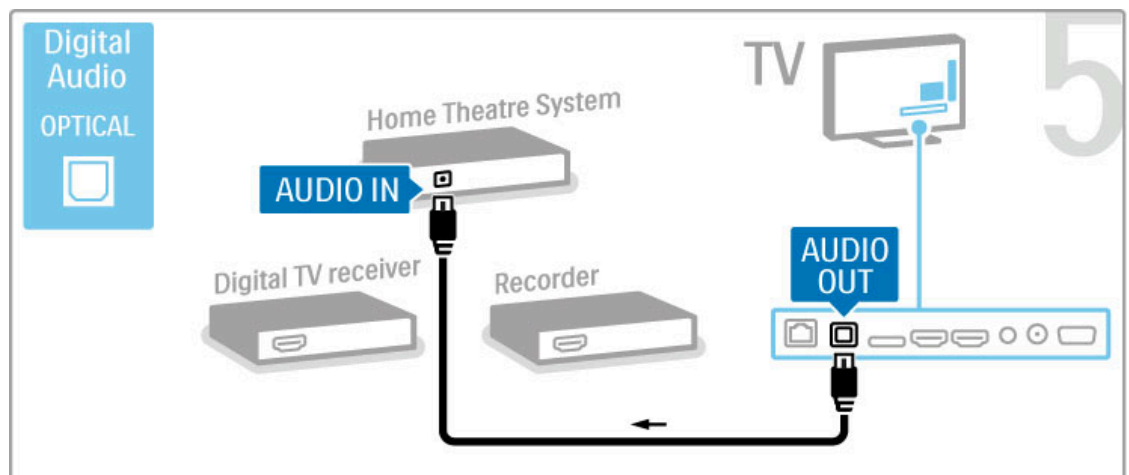 Digital
Audio
OPTICAL
TV
5
Home Theatre System
AUDIO IN
Digital TV receiver
Recorder
AUDIO
OUT